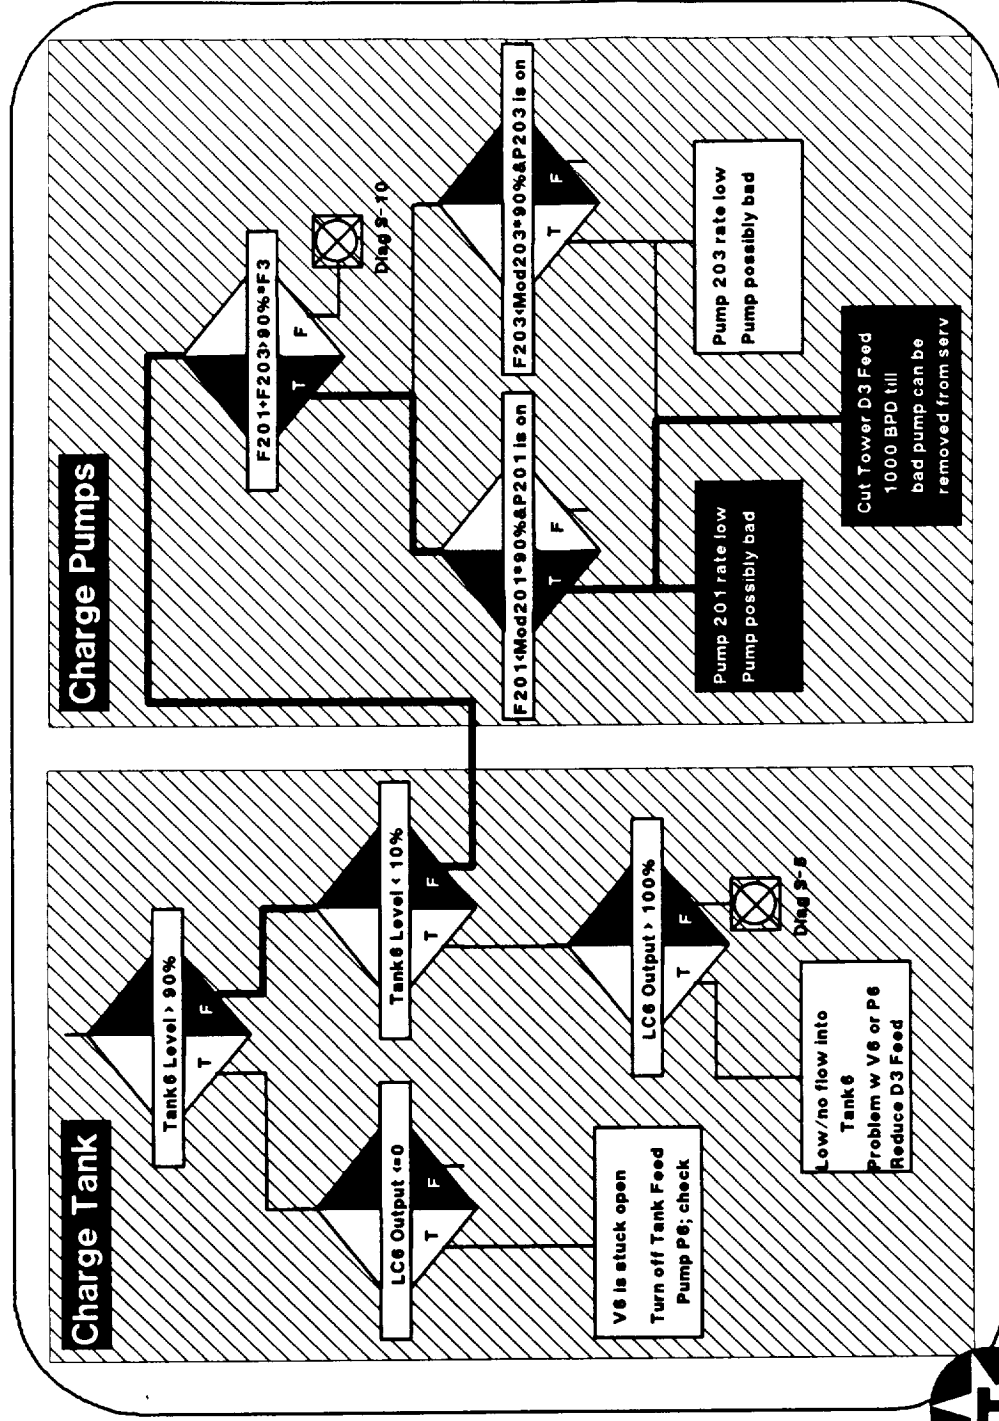 Charge Tank
Tank6 Level > 90%
T
F
LC6 Output <=0
T
F
Tank6 Level < 10%
T
F
V6 is stuck open
Turn off Tank Feed
Pump P6; check
LC6 Output > 100%
T
F
Low/no flow into
Tank6
Problem w V6 or P6
Reduce D3 Feed
Charge Pumps
F201+F203>90%*F3
T
F
Diag 9-10
F201<Mod201*90%&P201 is on
T
F
F203<Mod203*90%&P203 is on
T
F
Pump 201 rate low
Pump possibly bad
Pump 203 rate low
Pump possibly bad
Cut Tower D3 Feed
1000 BPD till
bad pump can be
removed from serv